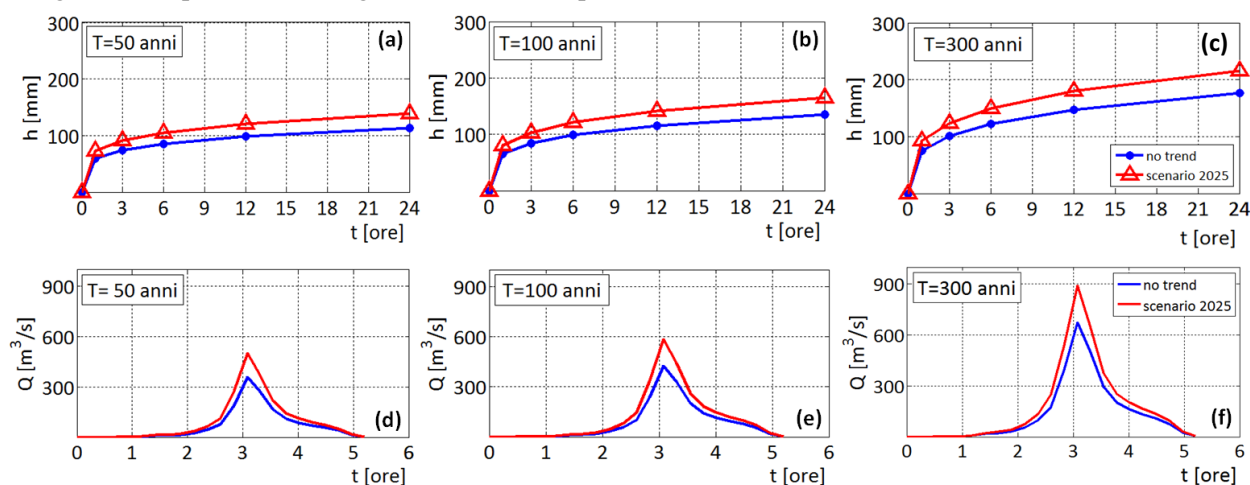 300
T=50 anni
(a)
200
h [mm]
100
0 3 6 9 12 15 18 21 24
t [ore]
300
T=100 anni
(b)
200
h [mm]
100
0 3 6 9 12 15 18 21 24
t [ore]
300
T=300 anni
(c)
200
h [mm]
100
no trend
scenario 2025
0 3 6 9 12 15 18 21 24
t [ore]
T= 50 anni
900
600
Q [m³/s]
300
(d)
0 1 2 3 4 5 6
t [ore]
T=100 anni
900
600
Q [m³/s]
300
(e)
0 1 2 3 4 5 6
t [ore]
T=300 anni
no trend
scenario 2025
900
600
Q [m³/s]
300
(f)
0 1 2 3 4 5 6
t [ore]